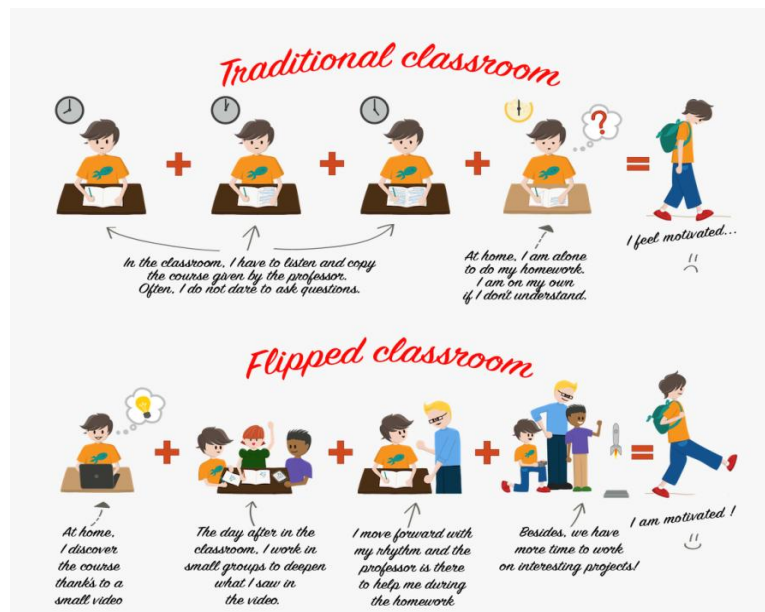 Traditional classroom
?
In the classroom, I have to listen and copy
the course given by the professor.
Often, I do not dare to ask questions.
At home, I am alone
to do my homework.
I am on my own
if I don't understand.
I feel motivated...
Flipped classroom
At home,
I discover
the course
thanks to a
small video
The day after in the
classroom, I work in
small groups to deepen
what I saw in
the video.
I move forward with
my rhythm and the
professor is there
to help me during
the homework
Besides, we have
more time to work
on interesting projects!
I am motivated !